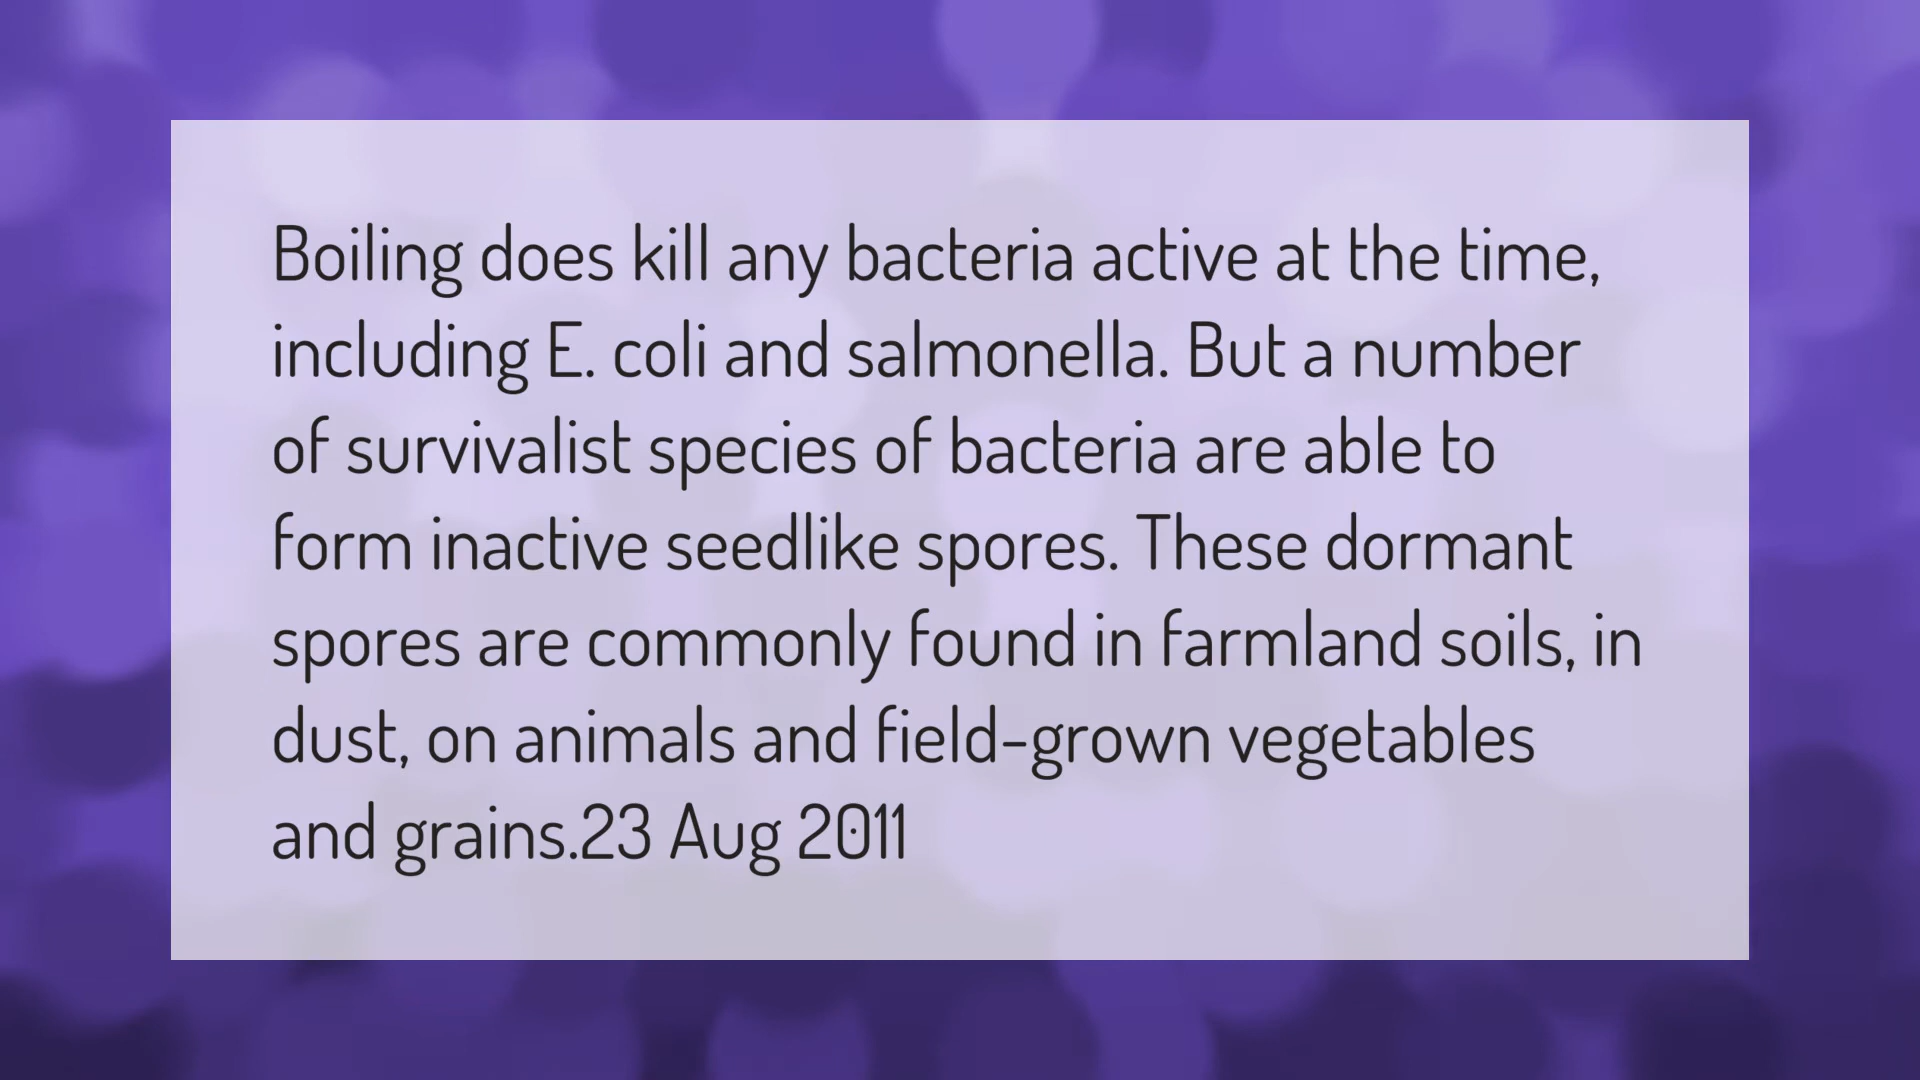 Boiling does kill any bacteria active at the time,
including E. coli and salmonella. But a number
of survivalist species of bacteria are able to
form inactive seedlike spores. These dormant
spores are commonly found in farmland soils, in
dust, on animals and field-grown vegetables
and grains.23 Aug 2011